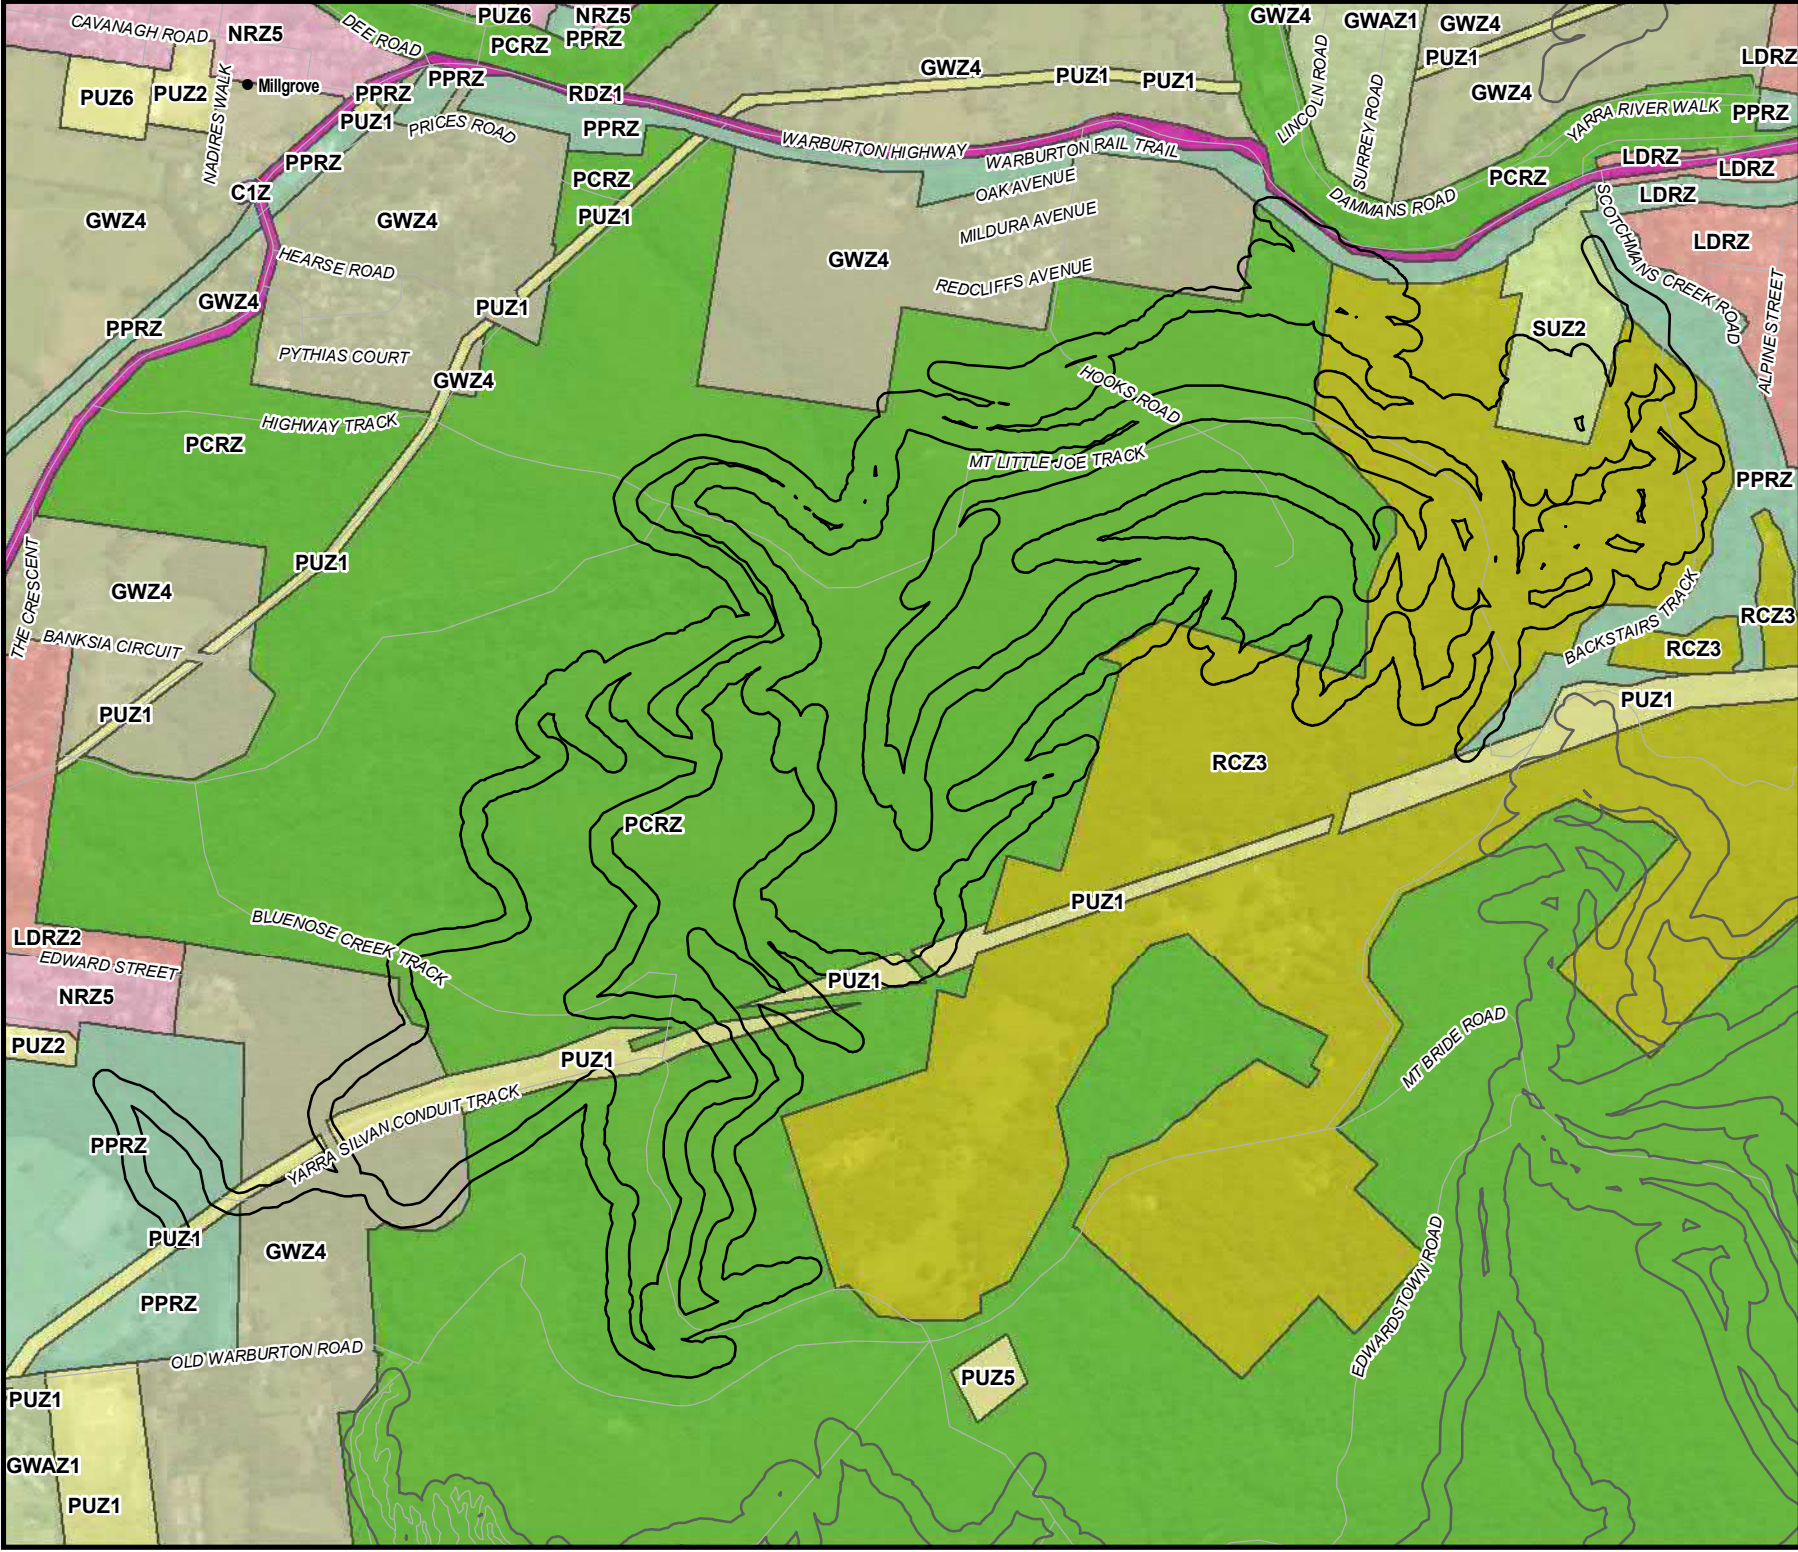 PUZ6
NRZ5
GWZ4
GWAZ1
GWZ4
CAVANAGH ROAD
NRZ5
DEE ROAD
PCRZ
PPRZ
PUZ1
LDRZ
GWZ4
PUZ1
PUZ1
PPRZ
Millgrove
PUZ6
PUZ2
NADIRES WALK
PPRZ
RDZ1
LINCOLN ROAD
SURREY ROAD
GWZ4
YARRA RIVER WALK
PPRZ
PUZ1
PRICES ROAD
PPRZ
WARBURTON HIGHWAY
WARBURTON RAIL TRAIL
LDRZ
LDRZ
PPRZ
C1Z
PCRZ
OAK AVENUE
PCRZ
LDRZ
DAMMANS ROAD
SCOTCHMANS CREEK ROAD
GWZ4
GWZ4
PUZ1
MILDURA AVENUE
LDRZ
HEARSE ROAD
GWZ4
REDCLIFFS AVENUE
GWZ4
PUZ1
PPRZ
SUZ2
ALPINE STREET
PYTHIAS COURT
GWZ4
HOOKS ROAD
HIGHWAY TRACK
PCRZ
MT LITTLE JOE TRACK
PPRZ
PUZ1
THE CRESCENT
GWZ4
BANKSIA CIRCUIT
BACKSTAIRS TRACK
RCZ3
RCZ3
PUZ1
PUZ1
RCZ3
PCRZ
PUZ1
BLUENOSE CREEK TRACK
LDRZ2
EDWARD STREET
NRZ5
PUZ1
MT BRIDE ROAD
PUZ2
PUZ1
YARRA SILVAN CONDUIT TRACK
PPRZ
PUZ1
GWZ4
EDWARDSTOWN ROAD
PPRZ
OLD WARBURTON ROAD
PUZ5
PUZ1
GWAZ1
PUZ1